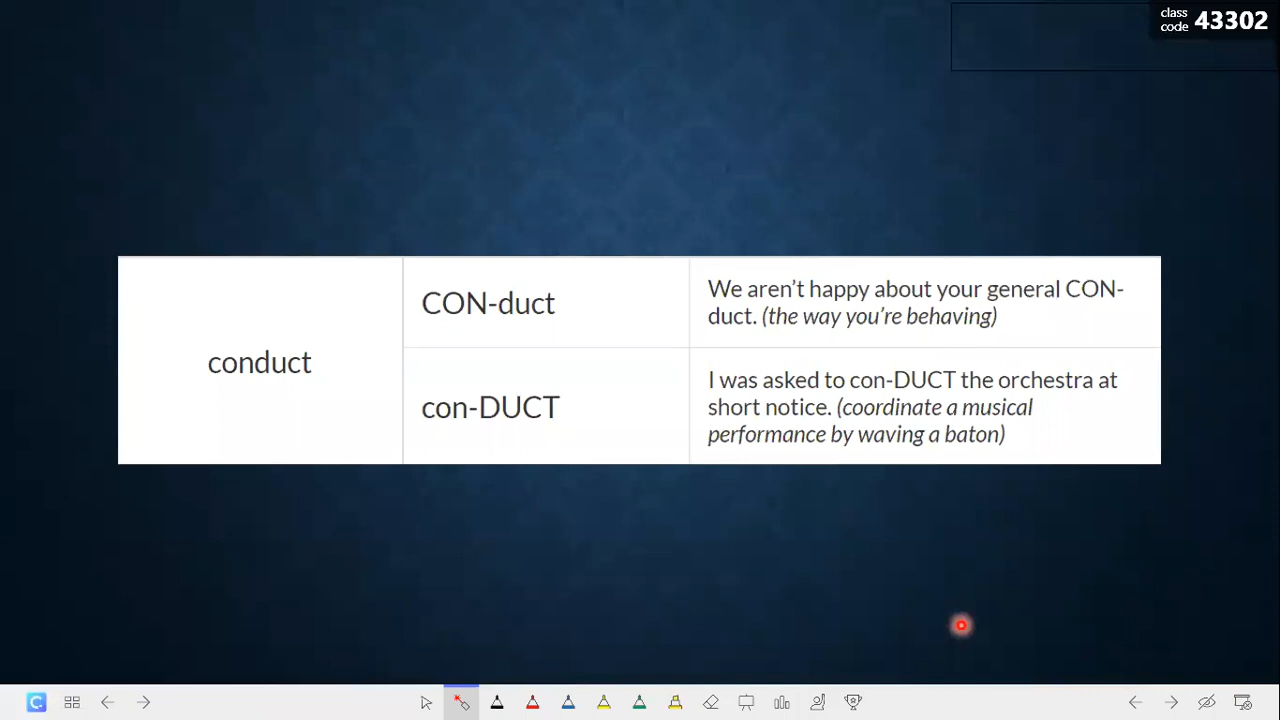 class
code 43302
conduct
CON-duct
We aren't happy about your general CON-
duct. (the way you're behaving)
con-DUCT
I was asked to con-DUCT the orchestra at
short notice. (coordinate a musical
performance by waving a baton)